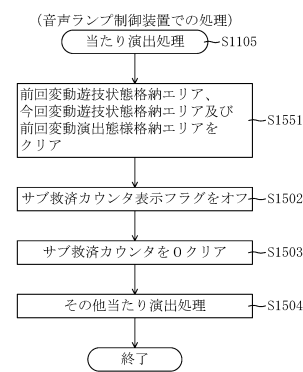 (音声ランプ制御装置での処理)
当たり演出処理
S1105
前回変動遊技状態格納エリア、
今回変動遊技状態格納エリア及び
前回変動演出態様格納エリアを
クリア
S1551
サブ救済カウンタ表示フラグをオフ
S1502
サブ救済カウンタを0クリア
S1503
その他当たり演出処理
S1504
終了